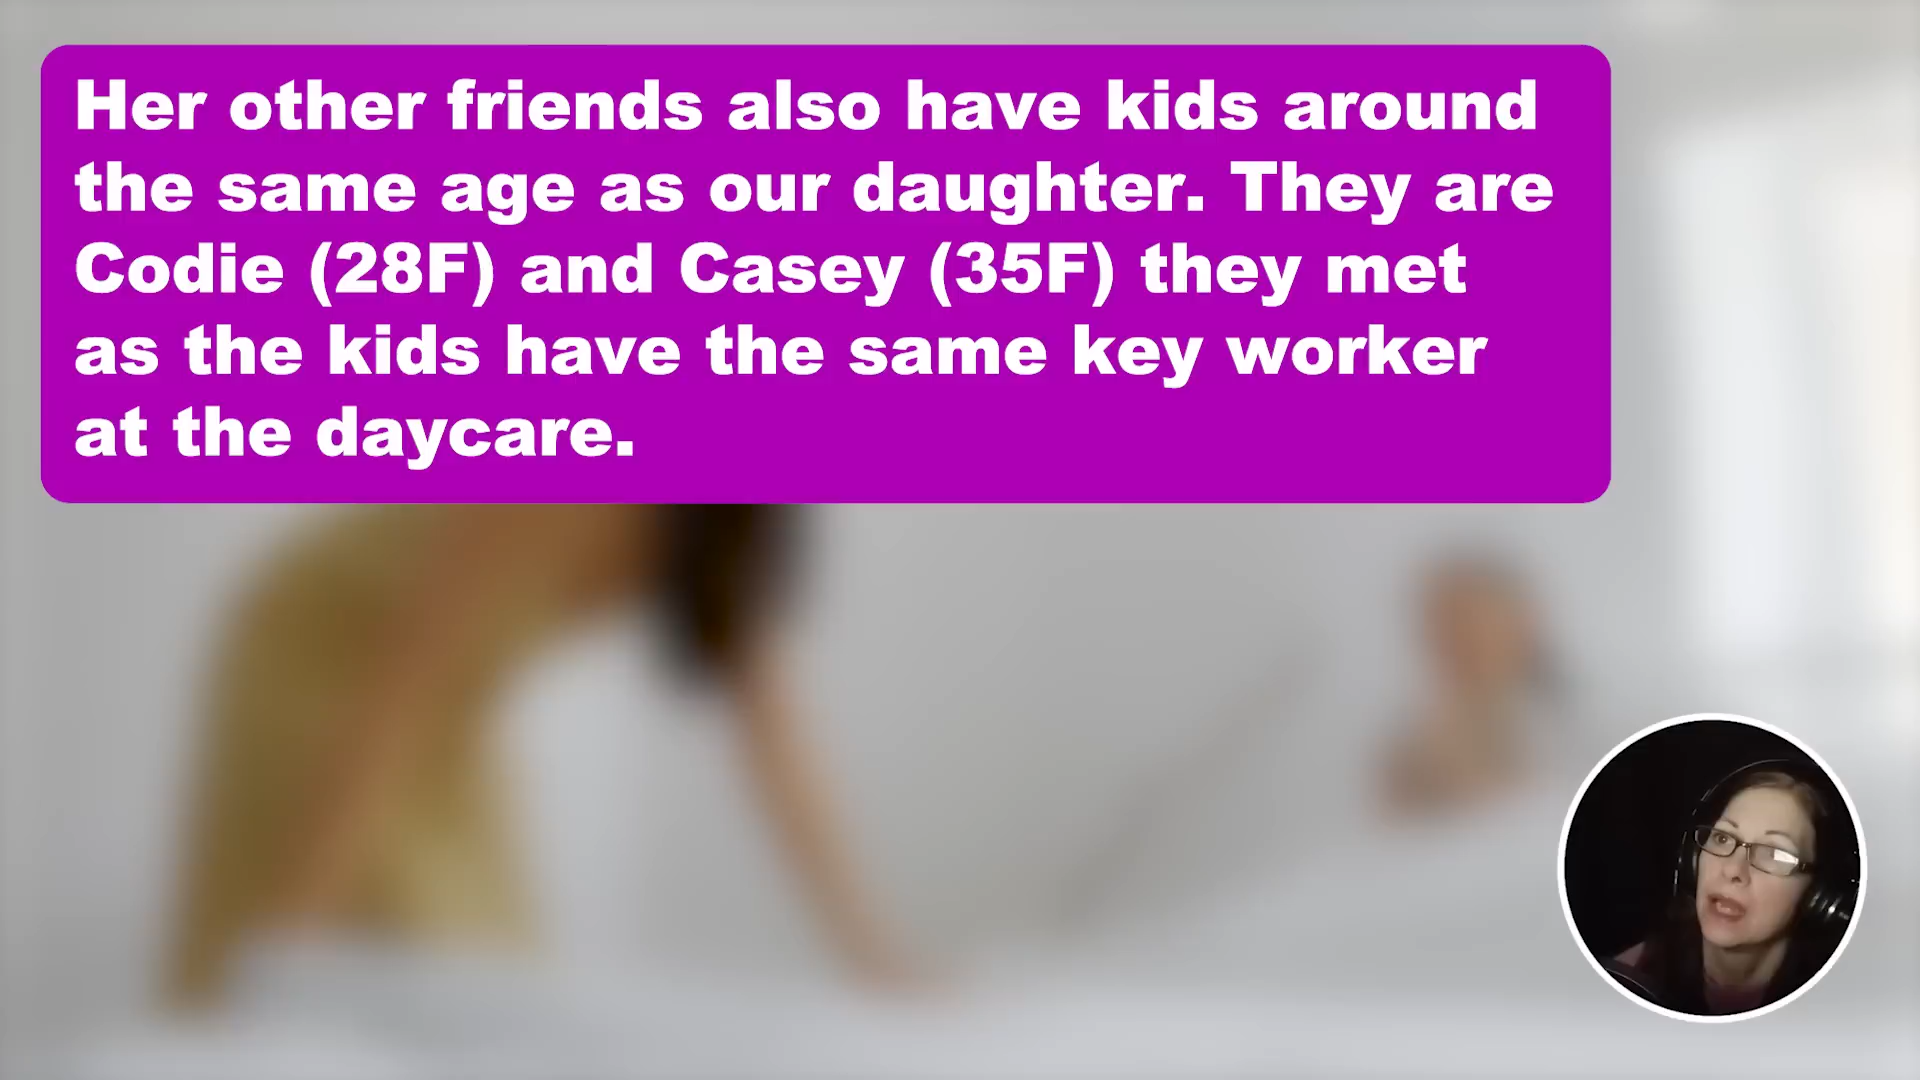 Her other friends also have kids around
the same age as our daughter. They are
Codie (28F) and Casey (35F) they met
as the kids have the same key worker
at the daycare.